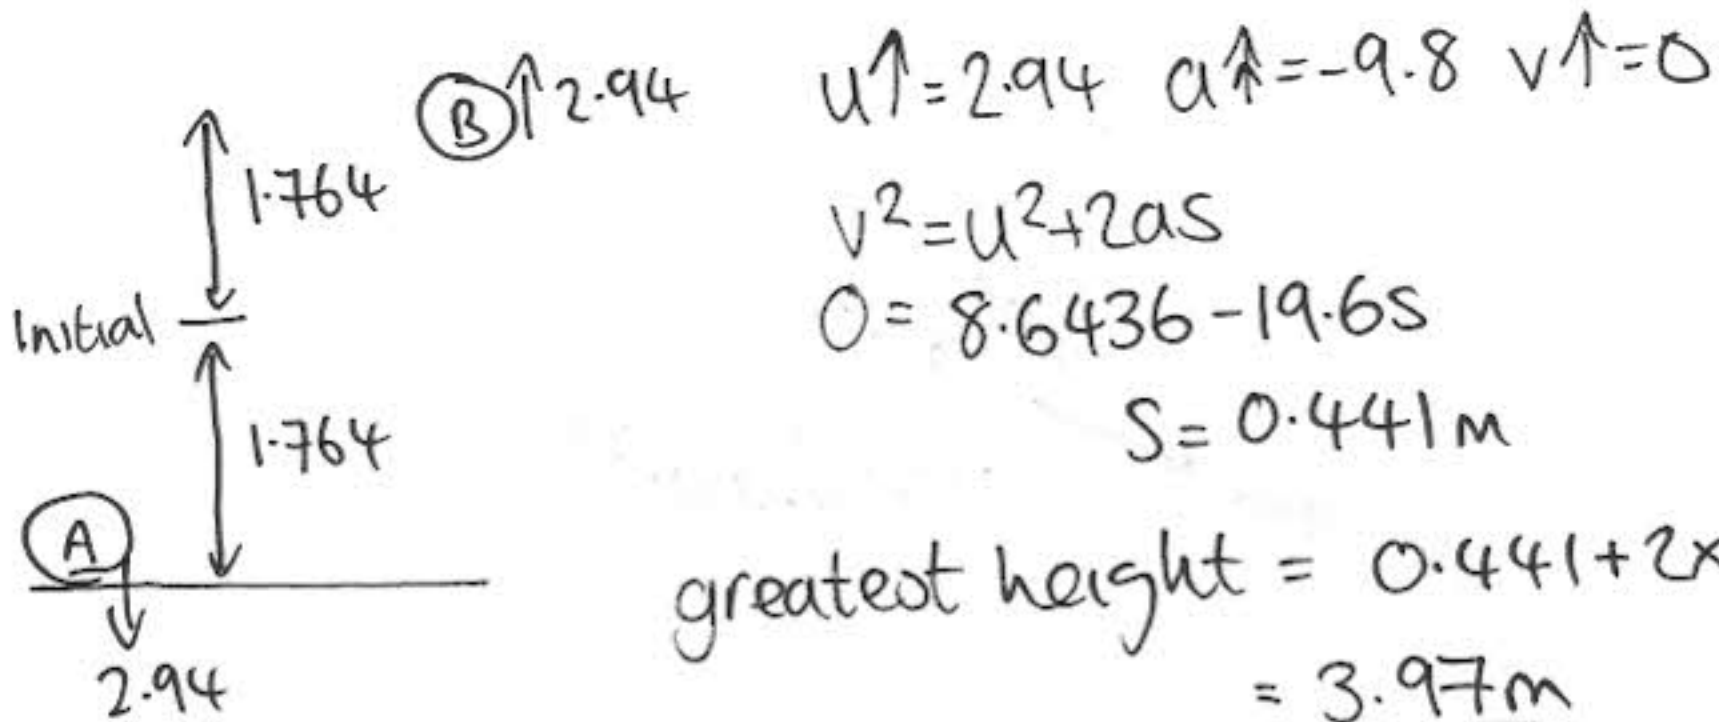 B ↑ 2.94
u↑ = 2.94 a↑ = -9.8 v↑ = 0
1.764
v² = u² + 2as
Initial
0 = 8.6436 - 19.6s
1.764
s = 0.441m
A
greatest height = 0.441 + 2x
2.94
= 3.97m